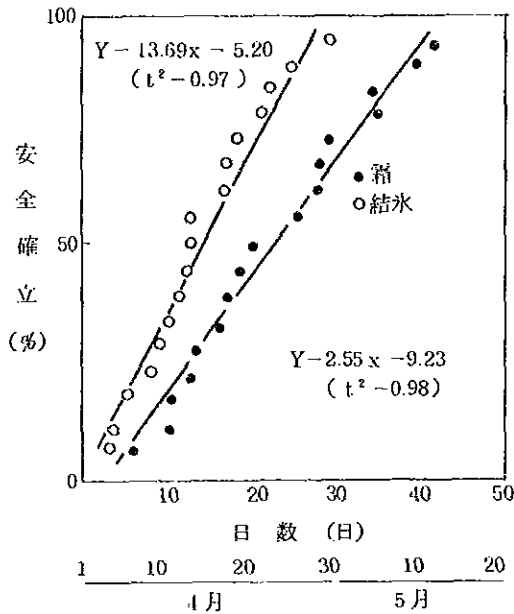 100
Y-13.69x-5.20
(t²-0.97)
安全確立(%)
50
● 霜
○ 結氷
Y-2.55x-9.23
(t²-0.98)
0
10 20 30 40 50
日数(日)
1 10 20 30 10 20
4月 5月